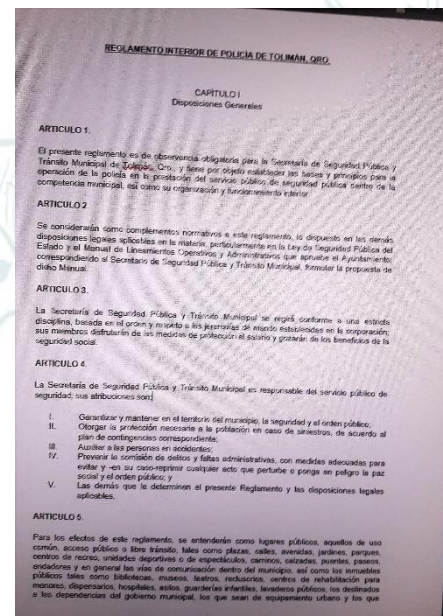 REGLAMENTO INTERIOR DE POLICÍA DE TOLIMÁN, QRO.
CAPÍTULO I
Disposiciones Generales
ARTICULO 1.
El presente reglamento es de observancia obligatoria para la Secretaría de Seguridad Pública y
Tránsito Municipal de Tolimán, Qro., y tiene por objeto establecer las bases y principios para la
operación de la policía en la prestación del servicio público de seguridad pública dentro de la
competencia municipal, así como su organización y funcionamiento interior.
ARTICULO 2
Se considerarán como complementos normativos a este reglamento, lo dispuesto en las demás
disposiciones legales aplicables en la materia, particularmente en la Ley de Seguridad Pública del
Estado y el Manual de Lineamientos Operativos y Administrativos que apruebe el Ayuntamiento;
correspondiendo al Secretario de Seguridad Pública y Tránsito Municipal, formular la propuesta de
dicho Manual.
ARTICULO 3.
La Secretaría de Seguridad Pública y Tránsito Municipal se regirá conforme a una estricta
disciplina, basada en el orden y respeto a las jerarquías de mando establecidas en la corporación;
sus miembros disfrutarán de las medidas de protección al salario y gozarán de los beneficios de la
seguridad social.
ARTICULO 4.
La Secretaría de Seguridad Pública y Tránsito Municipal es responsable del servicio público de
seguridad; sus atribuciones son:
I. Garantizar y mantener en el territorio del municipio, la seguridad y el orden público;
II. Otorgar la protección necesaria a la población en caso de siniestros, de acuerdo al
plan de contingencias correspondiente;
III. Auxiliar a las personas en accidentes;
IV. Prevenir la comisión de delitos y faltas administrativas, con medidas adecuadas para
evitar y -en su caso-reprimir cualquier acto que perturbe o ponga en peligro la paz
social y el orden público; y
V. Las demás que le determinen el presente Reglamento y las disposiciones legales
aplicables.
ARTICULO 5.
Para los efectos de este reglamento, se entenderán como lugares públicos, aquellos de uso
común, acceso público o libre tránsito, tales como plazas, calles, avenidas, jardines, parques,
centros de recreo, unidades deportivas o de espectáculos, caminos, calzadas, puentes, paseos,
andadores y en general las vías de comunicación dentro del municipio, así como los inmuebles
públicos tales como bibliotecas, museos, teatros, reclusorios, centros de rehabilitación para
menores, dispensarios, hospitales, asilos, guarderías infantiles, lavaderos públicos, los destinados
a las dependencias del gobierno municipal, los que sean de equipamiento urbano y los que